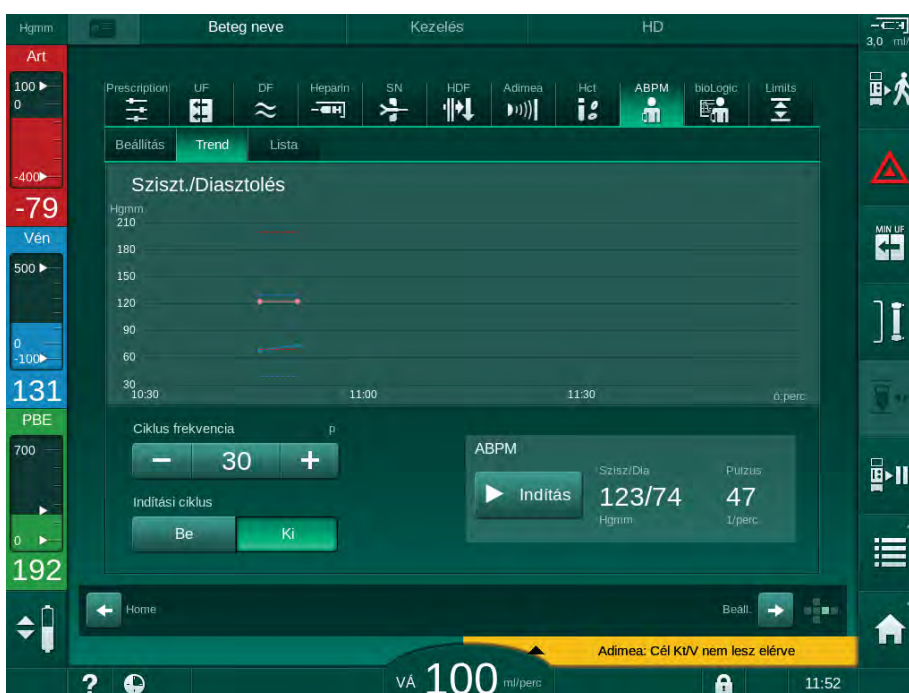 Hgmm Beteg neve Kezelés HD
3,0 ml/
Art
100
0
-400
-79
Vén
500
0
-100
131
PBE
700
0
192
Prescription UF DF Heparin SN HDF Adimea Hct ABPM bioLogic Limits
Beállítás Trend Lista
Sziszt./Diasztolés
Hgmm
210
180
150
120
90
60
30
10:30 11:00 11:30 ó:perc
Ciklus frekvencia p
30
Indítási ciklus
Be Ki
ABPM
Szisz/Dia Pulzus
Indítás 123/74 47
Hgmm 1/perc
MIN UF
Home Beáll.
Adimea: Cél Kt/V nem lesz elérve
? VÁ 100 ml/perc 11:52